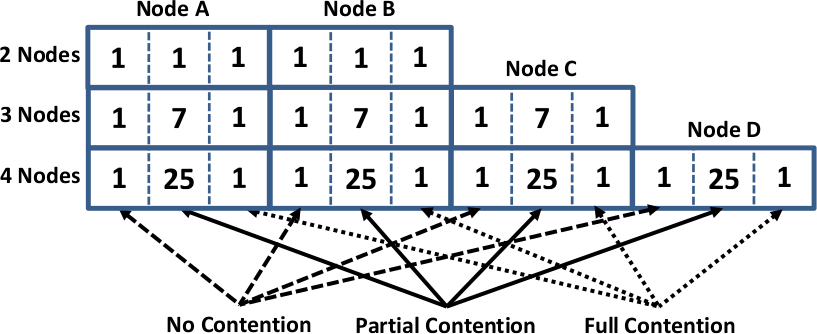 Node A Node B
2 Nodes 1 1 1 1 1 1
Node C
3 Nodes 1 7 1 1 7 1 1 7 1
Node D
4 Nodes 1 25 1 1 25 1 1 25 1 1 25 1
No Contention Partial Contention Full Contention